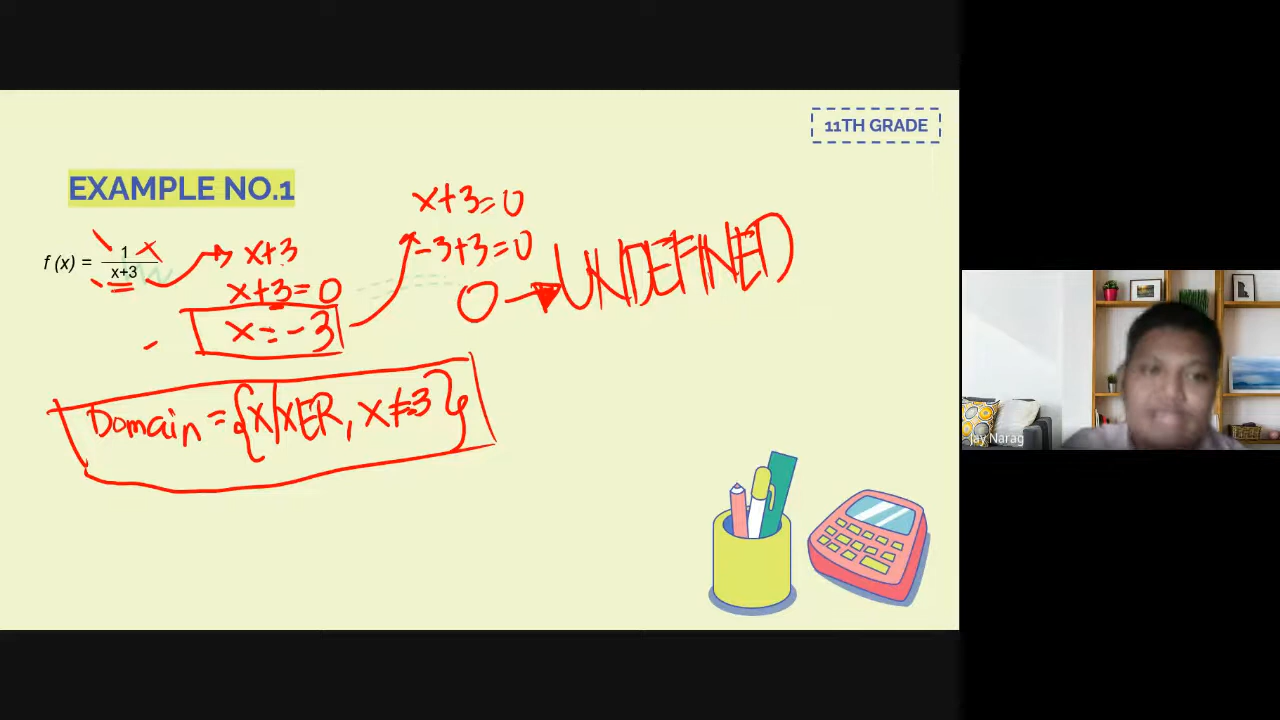 11TH GRADE
EXAMPLE NO.1
f (x) = 1/x+3
x
x+3
x+3=0
x=-3
x+3=0
-3+3=0
0 → UNDEFINED
Domain = {x|xER, x≠-3}
Jay Narag